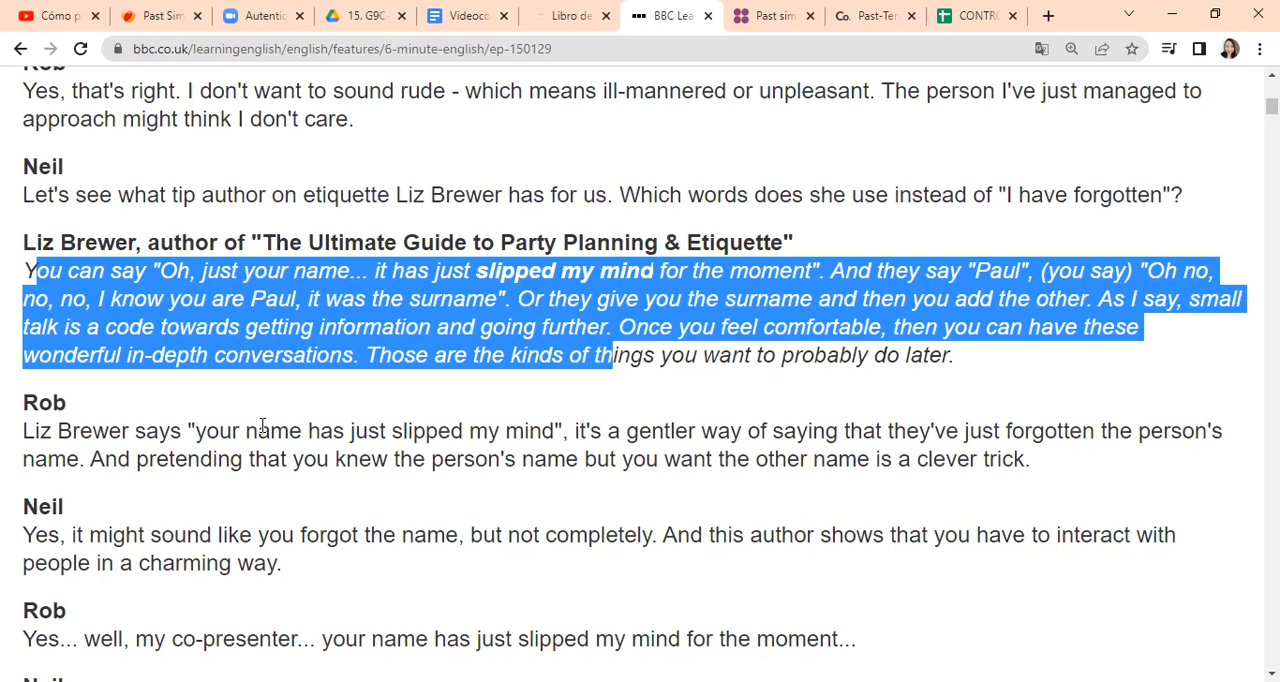 Cómo p
Past Sim
Autentic
15. G9C-
Videoco
Libro de
BBC Lea
Past sim
Past-Ten
CONTRO
bbc.co.uk/learningenglish/english/features/6-minute-english/ep-150129
Rob
Yes, that's right. I don't want to sound rude - which means ill-mannered or unpleasant. The person I've just managed to
approach might think I don't care.
Neil
Let's see what tip author on etiquette Liz Brewer has for us. Which words does she use instead of "I have forgotten"?
Liz Brewer, author of "The Ultimate Guide to Party Planning & Etiquette"
You can say "Oh, just your name... it has just slipped my mind for the moment". And they say "Paul", (you say) "Oh no,
no, no, I know you are Paul, it was the surname". Or they give you the surname and then you add the other. As I say, small
talk is a code towards getting information and going further. Once you feel comfortable, then you can have these
wonderful in-depth conversations. Those are the kinds of things you want to probably do later.
Rob
Liz Brewer says "your name has just slipped my mind", it's a gentler way of saying that they've just forgotten the person's
name. And pretending that you knew the person's name but you want the other name is a clever trick.
Neil
Yes, it might sound like you forgot the name, but not completely. And this author shows that you have to interact with
people in a charming way.
Rob
Yes... well, my co-presenter... your name has just slipped my mind for the moment...
Neil